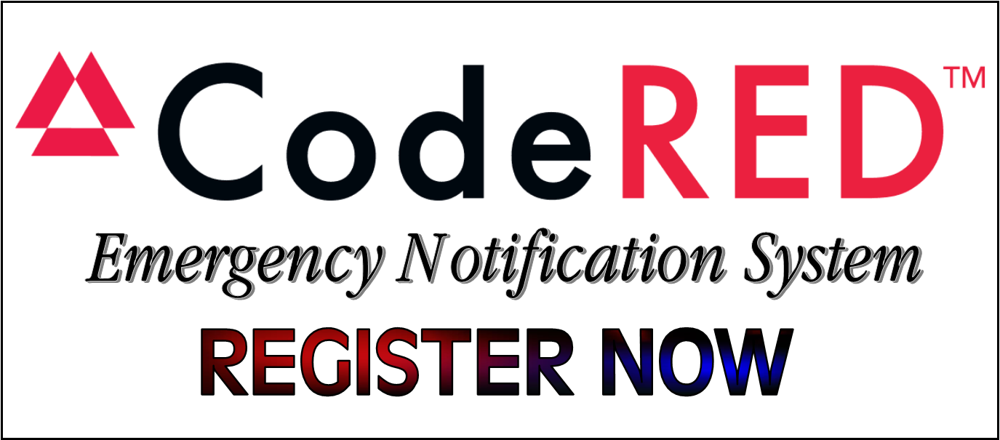 CodeRED™
Emergency Notification System
REGISTER NOW